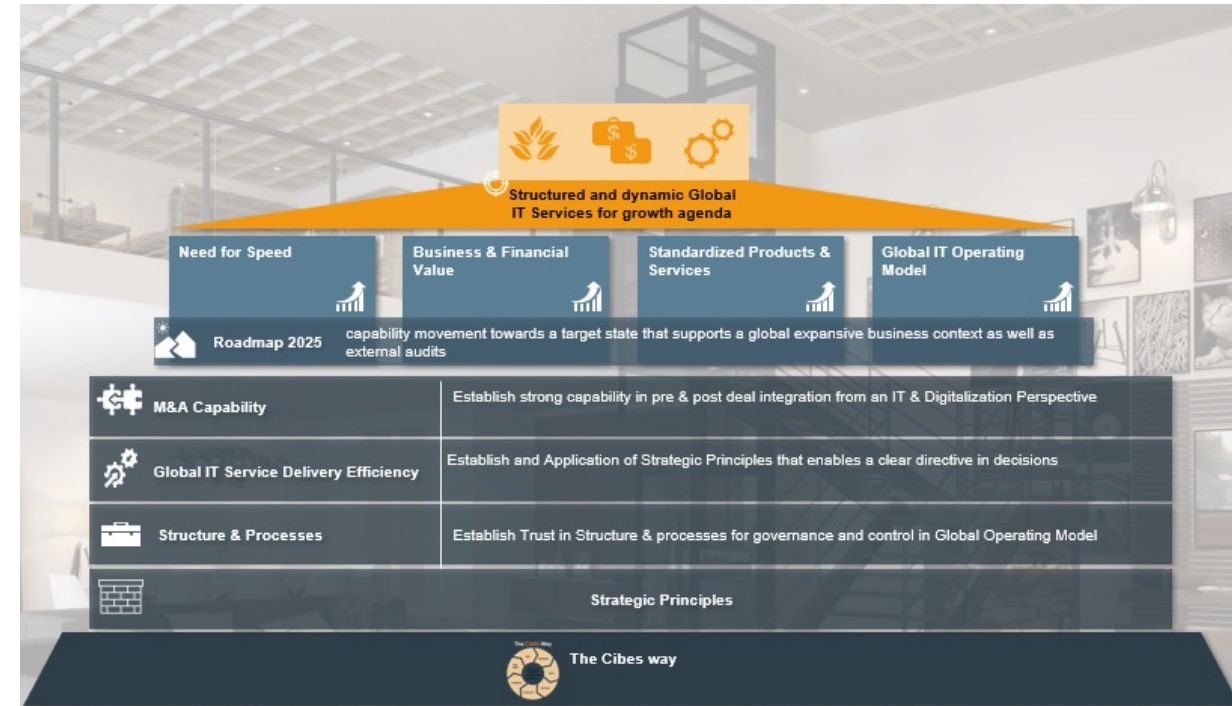 Structured and dynamic Global
IT Services for growth agenda
Need for Speed
Business & Financial
Value
Standardized Products &
Services
Global IT Operating
Model
Roadmap 2025
capability movement towards a target state that supports a global expansive business context as well as
external audits
M&A Capability
Establish strong capability in pre & post deal integration from an IT & Digitalization Perspective
Global IT Service Delivery Efficiency
Establish and Application of Strategic Principles that enables a clear directive in decisions
Structure & Processes
Establish Trust in Structure & processes for governance and control in Global Operating Model
Strategic Principles
The Cibes Way
The Cibes way